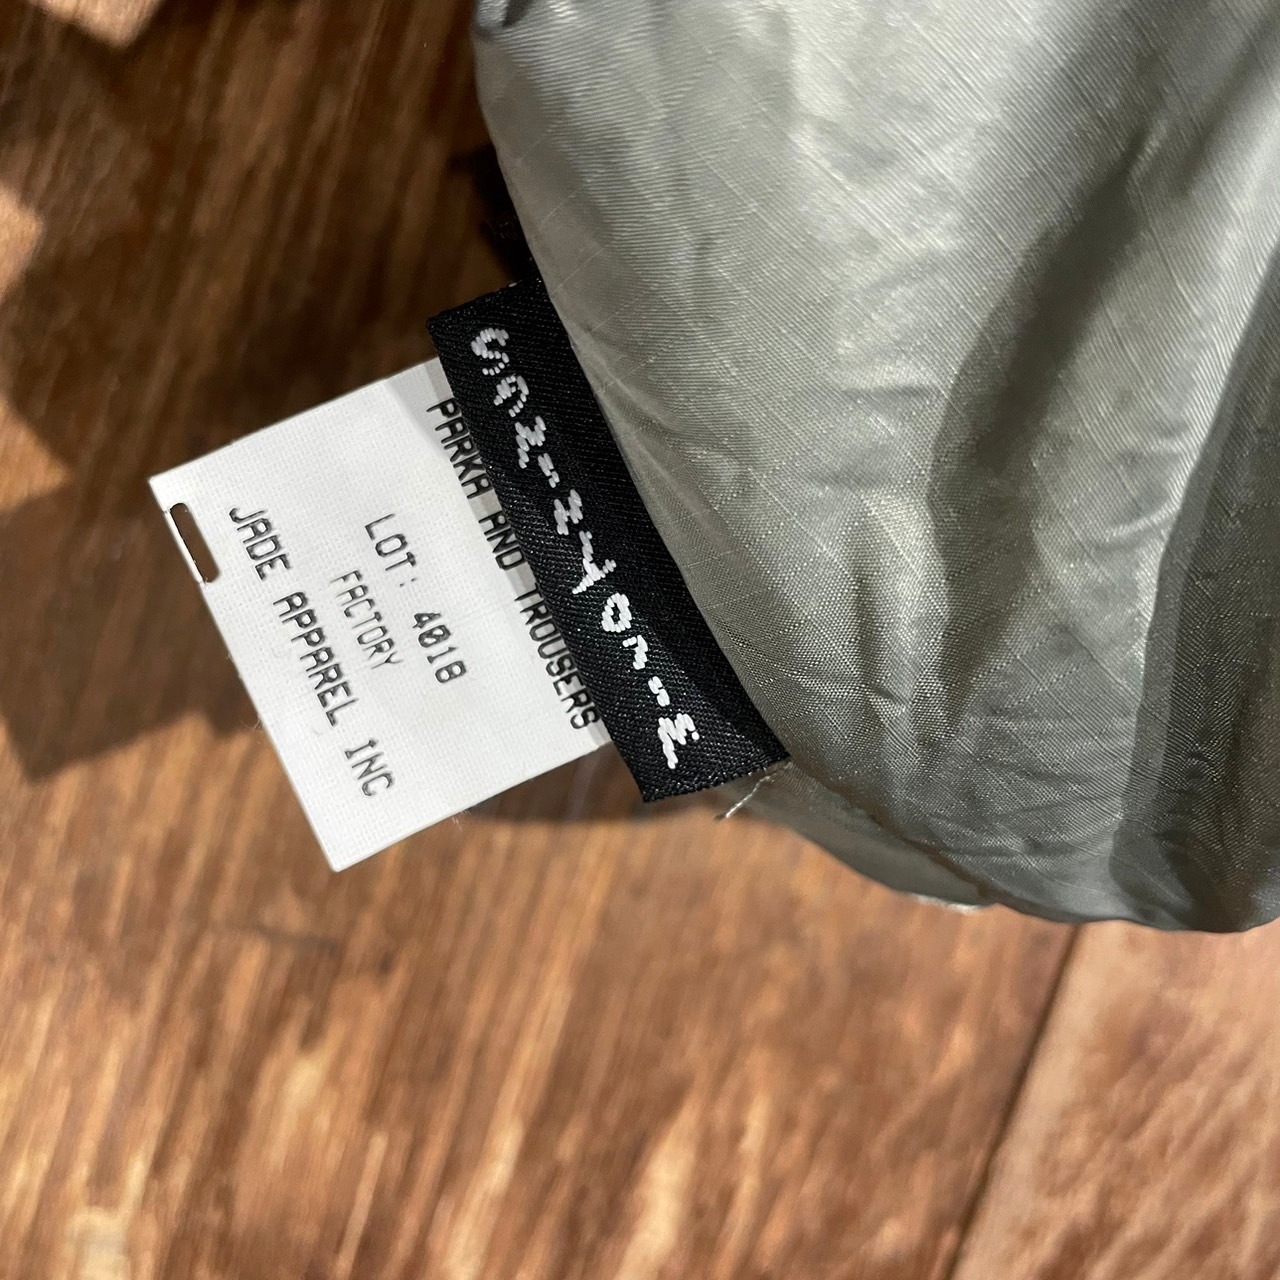 PARKA AND TROUSERS
LOT: 4018
FACTORY
JADE APPAREL INC